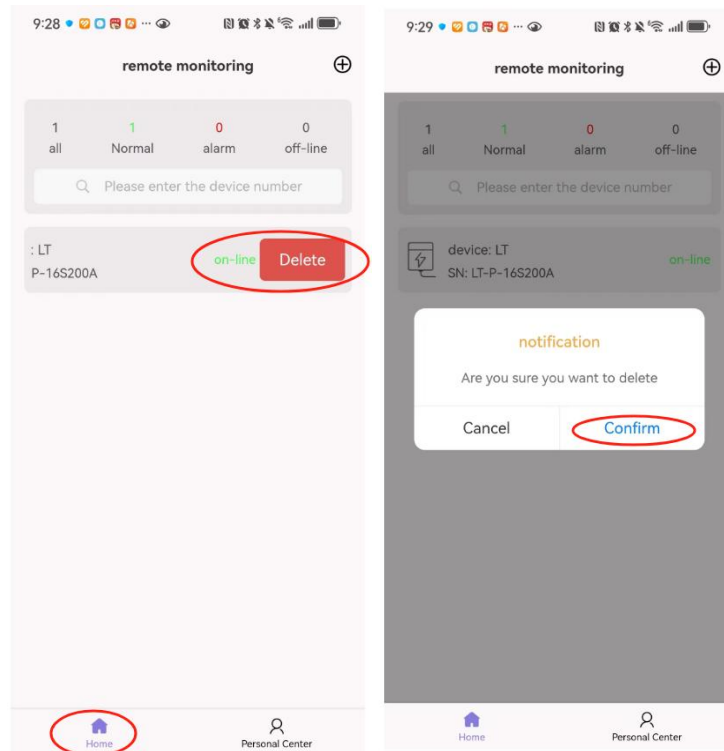 9:28
remote monitoring
1 1 0 0
all Normal alarm off-line
Please enter the device number
: LT
P-16S200A
on-line
Delete
Home
Personal Center
9:29
remote monitoring
1 1 0 0
all Normal alarm off-line
Please enter the device number
device: LT
SN: LT-P-16S200A
on-line
notification
Are you sure you want to delete
Cancel Confirm
Home
Personal Center